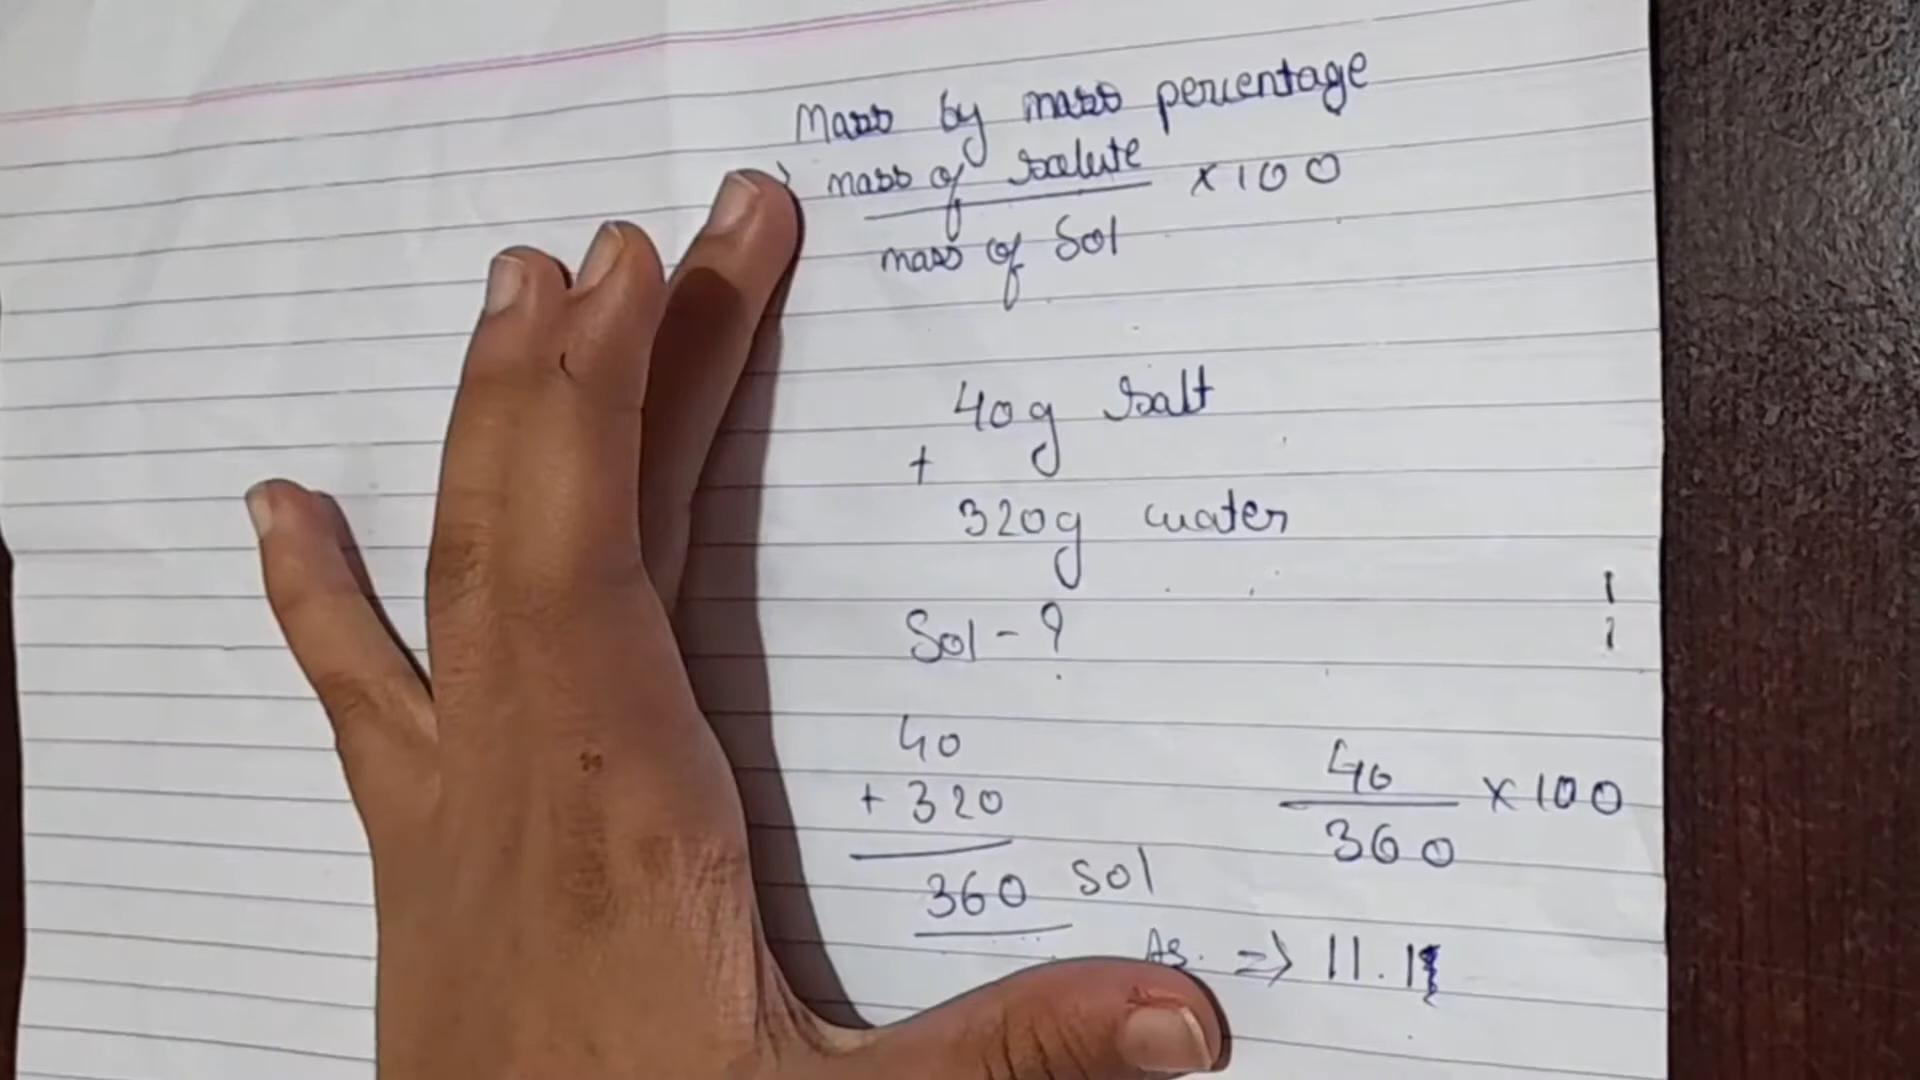 Mass by mass percentage
mass of solute × 100
mass of Sol
40g salt
+
320g water
Sol - ?
40
+ 320
360 Sol
40 × 100
360
As. => 11.1